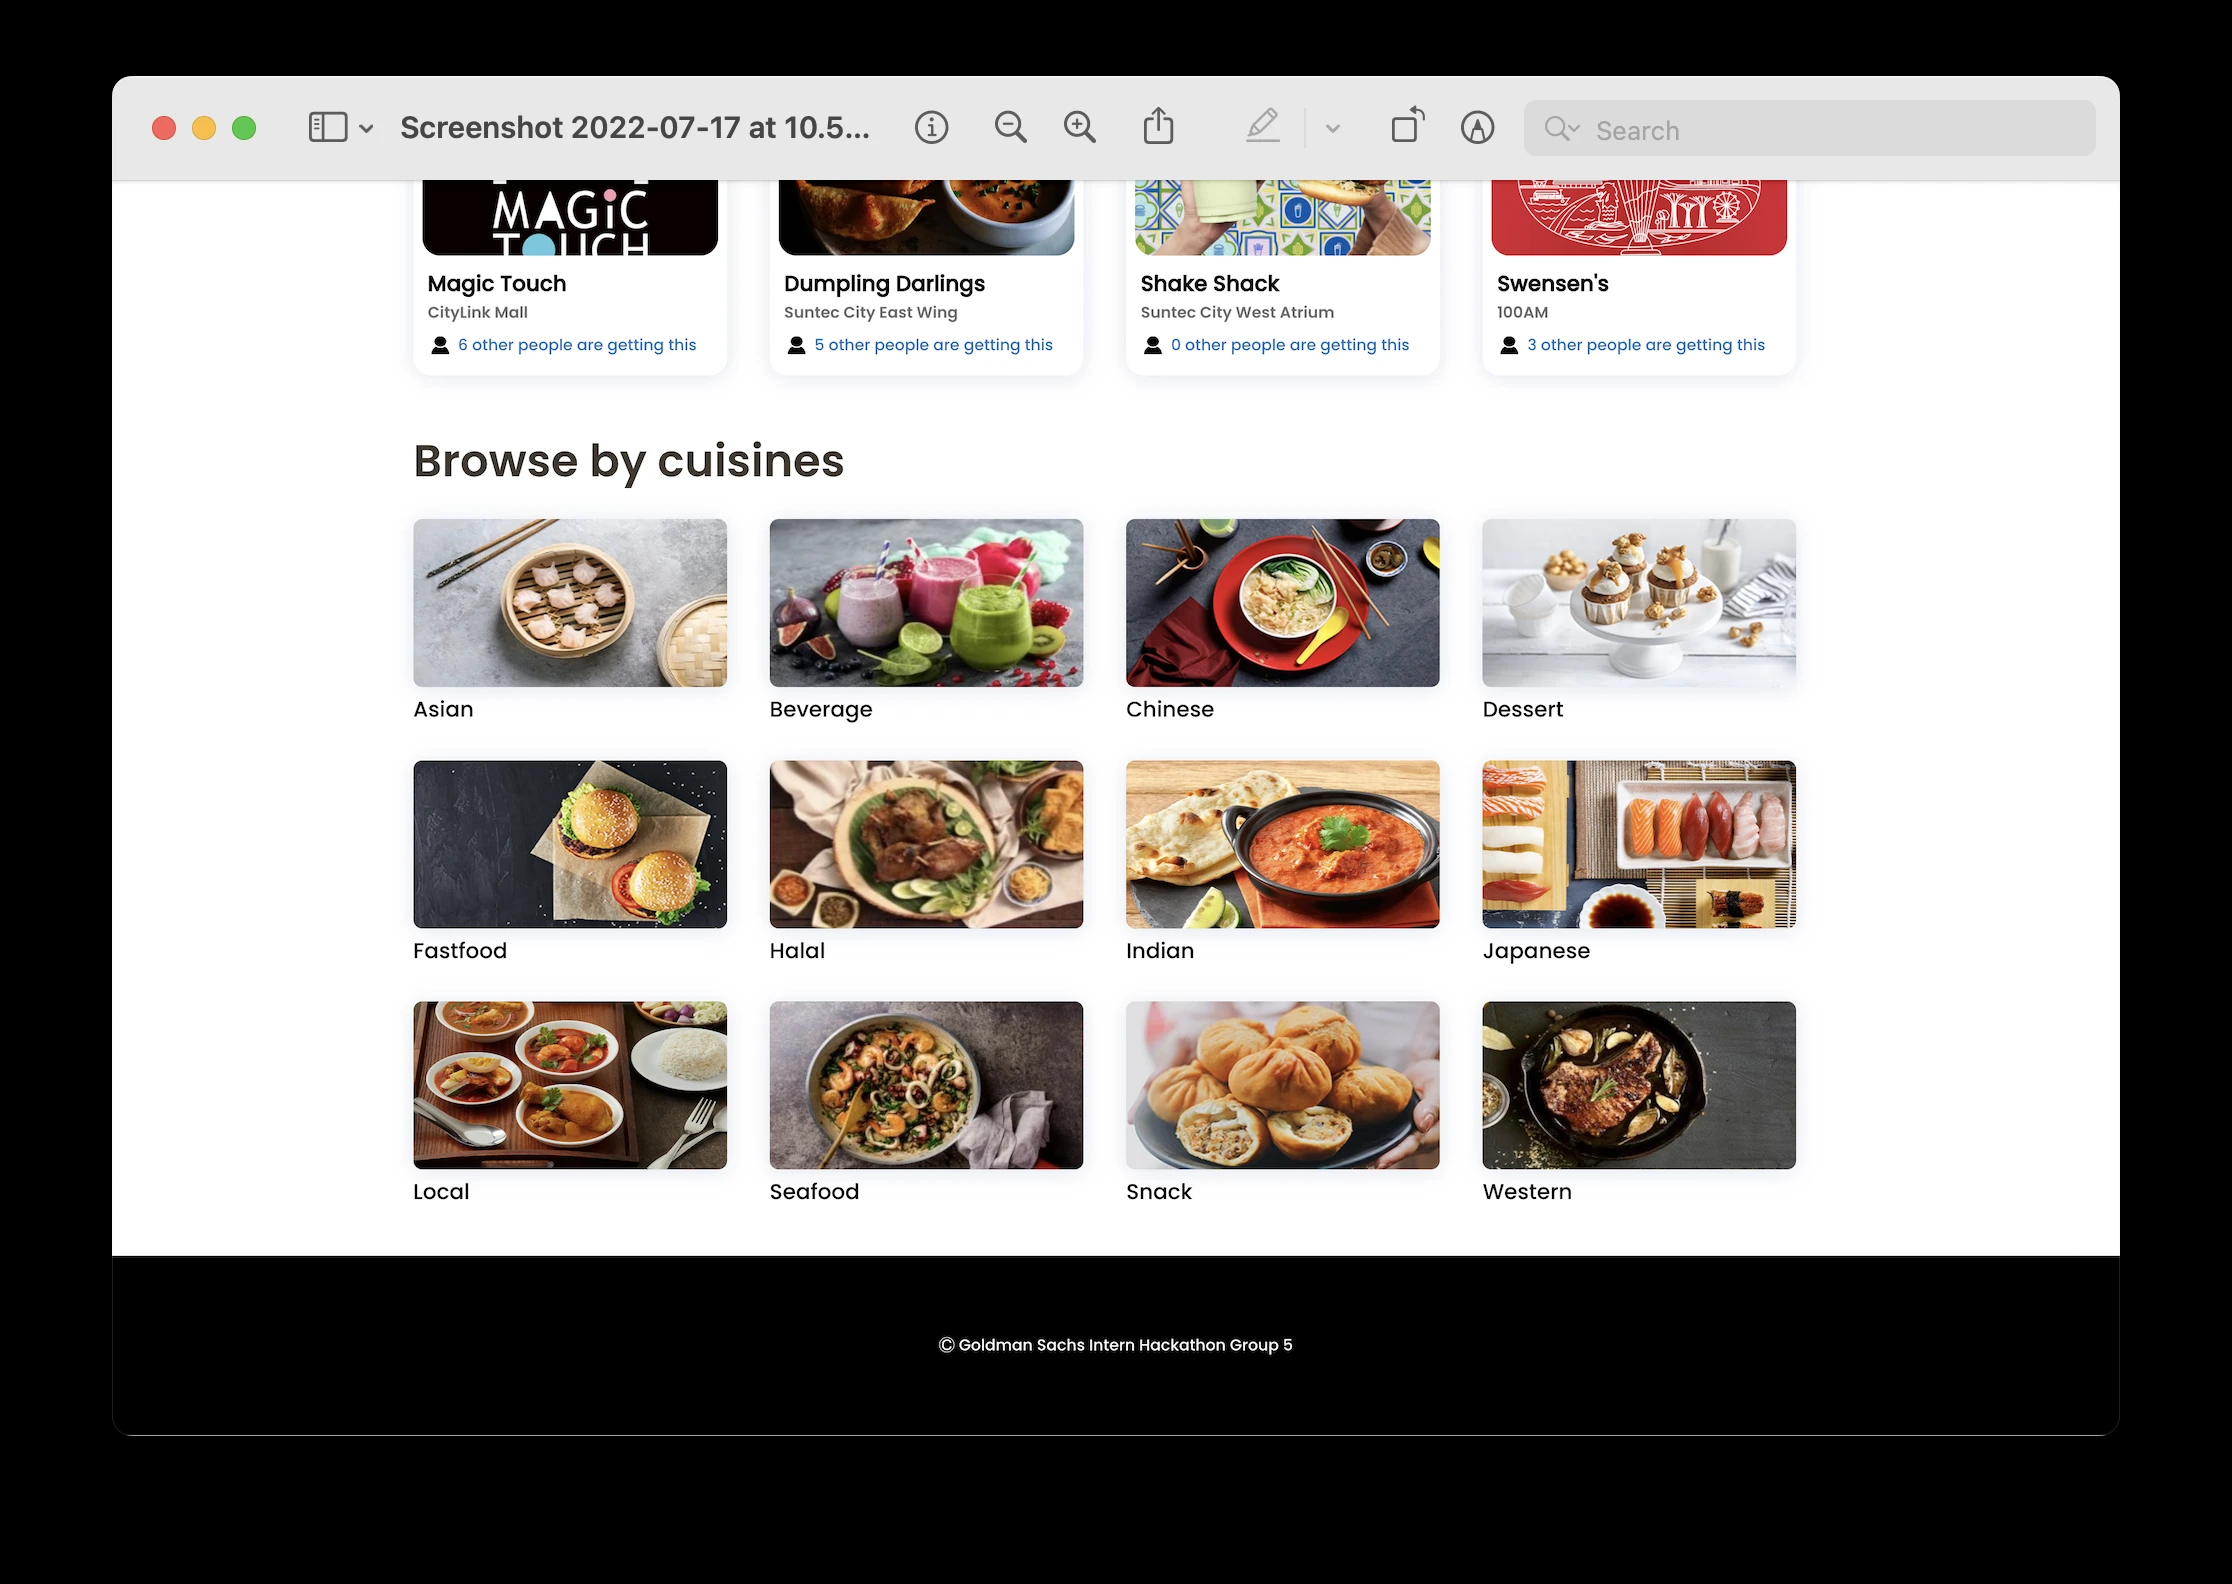 Screenshot 2022-07-17 at 10.5...
Search
MAGiC
TOUCH
Magic Touch
CityLink Mall
6 other people are getting this
Dumpling Darlings
Suntec City East Wing
5 other people are getting this
Shake Shack
Suntec City West Atrium
0 other people are getting this
Swensen's
100AM
3 other people are getting this
Browse by cuisines
Asian
Beverage
Chinese
Dessert
Fastfood
Halal
Indian
Japanese
Local
Seafood
Snack
Western
© Goldman Sachs Intern Hackathon Group 5